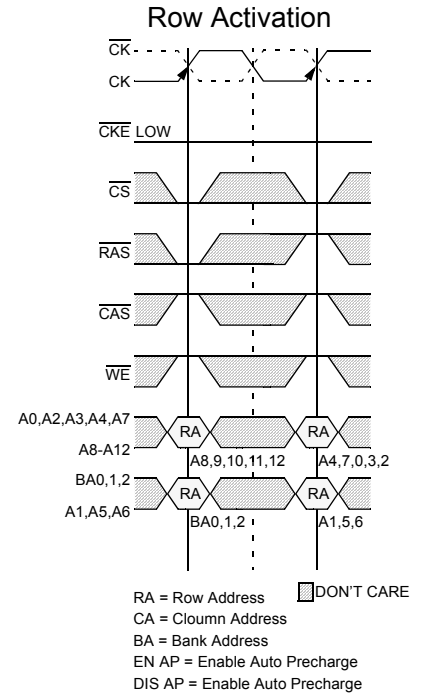 Row Activation
CK
CK
CKE LOW
CS
RAS
CAS
WE
A0,A2,A3,A4,A7
RA
RA
A8-A12
A8,9,10,11,12
A4,7,0,3,2
BA0,1,2
RA
RA
A1,A5,A6
BA0,1,2
A1,5,6
RA = Row Address
DON'T CARE
CA = Cloumn Address
BA = Bank Address
EN AP = Enable Auto Precharge
DIS AP = Enable Auto Precharge